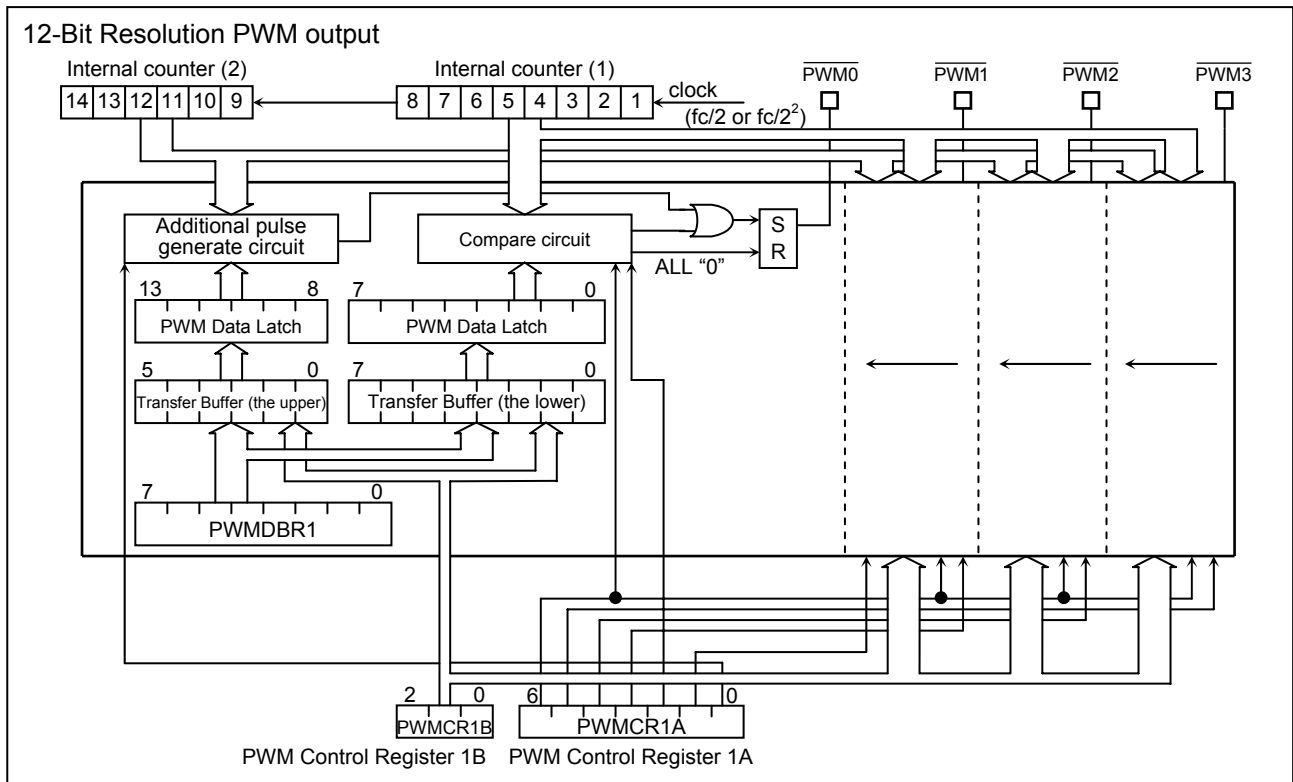 12-Bit Resolution PWM output
Internal counter (2)
Internal counter (1)
PWM0
PWM1
PWM2
PWM3
14 13 12 11 10 9
8 7 6 5 4 3 2 1
clock
(fc/2 or fc/2²)
Additional pulse
generate circuit
Compare circuit
S
R
ALL “0”
13 8
7 0
PWM Data Latch
PWM Data Latch
5 0
7 0
Transfer Buffer (the upper)
Transfer Buffer (the lower)
7 0
PWMDBR1
2 0
6 0
PWMCR1B
PWMCR1A
PWM Control Register 1B
PWM Control Register 1A